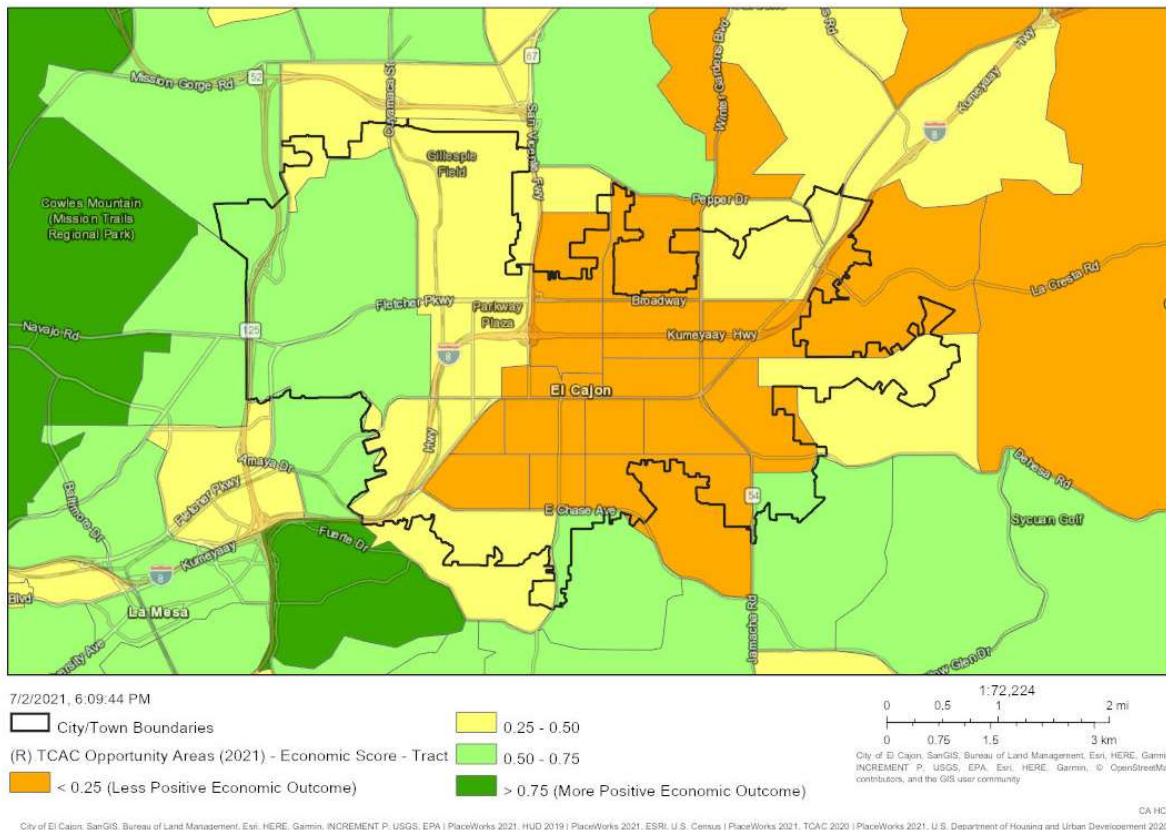 Winter Gardens Blvd
67
Kumeyaay Hwy
52
Mission Gorge Rd
Cuyamaca St
8
San Vicente Fwy
Gillespie
Field
Cowles Mountain
(Mission Trails
Regional Park)
Pepper Dr
La Cresta Rd
Fletcher Pkwy
Parkway
Plaza
Broadway
Navajo Rd
125
Kumeyaay Hwy
8
El Cajon
Hwy
Amaya Dr
Fletcher Pkwy
Baltimore Dr
54
Dehesa Rd
E Chase Ave
Sycuan Golf
Fuerte Dr
Kumeyaay
8
Blvd
La Mesa
Jamacha Rd
7/2/2021, 6:09:44 PM
City/Town Boundaries
(R) TCAC Opportunity Areas (2021) - Economic Score - Tract
< 0.25 (Less Positive Economic Outcome)
0.25 - 0.50
0.50 - 0.75
> 0.75 (More Positive Economic Outcome)
1:72,224
0 0.5 1 2 mi
0 0.75 1.5 3 km
City of El Cajon, SanGIS, Bureau of Land Management, Esri, HERE, Garmin,
INCREMENT P, USGS, EPA, Esri, HERE, Garmin, © OpenStreetMa
contributors, and the GIS user community
CA HC
City of El Cajon, SanGIS, Bureau of Land Management, Esri, HERE, Garmin, INCREMENT P, USGS, EPA | PlaceWorks 2021, HUD 2019 | PlaceWorks 2021, ESRI, U.S. Census | PlaceWorks 2021, TCAC 2020 | PlaceWorks 2021, U.S. Department of Housing and Urban Development 202